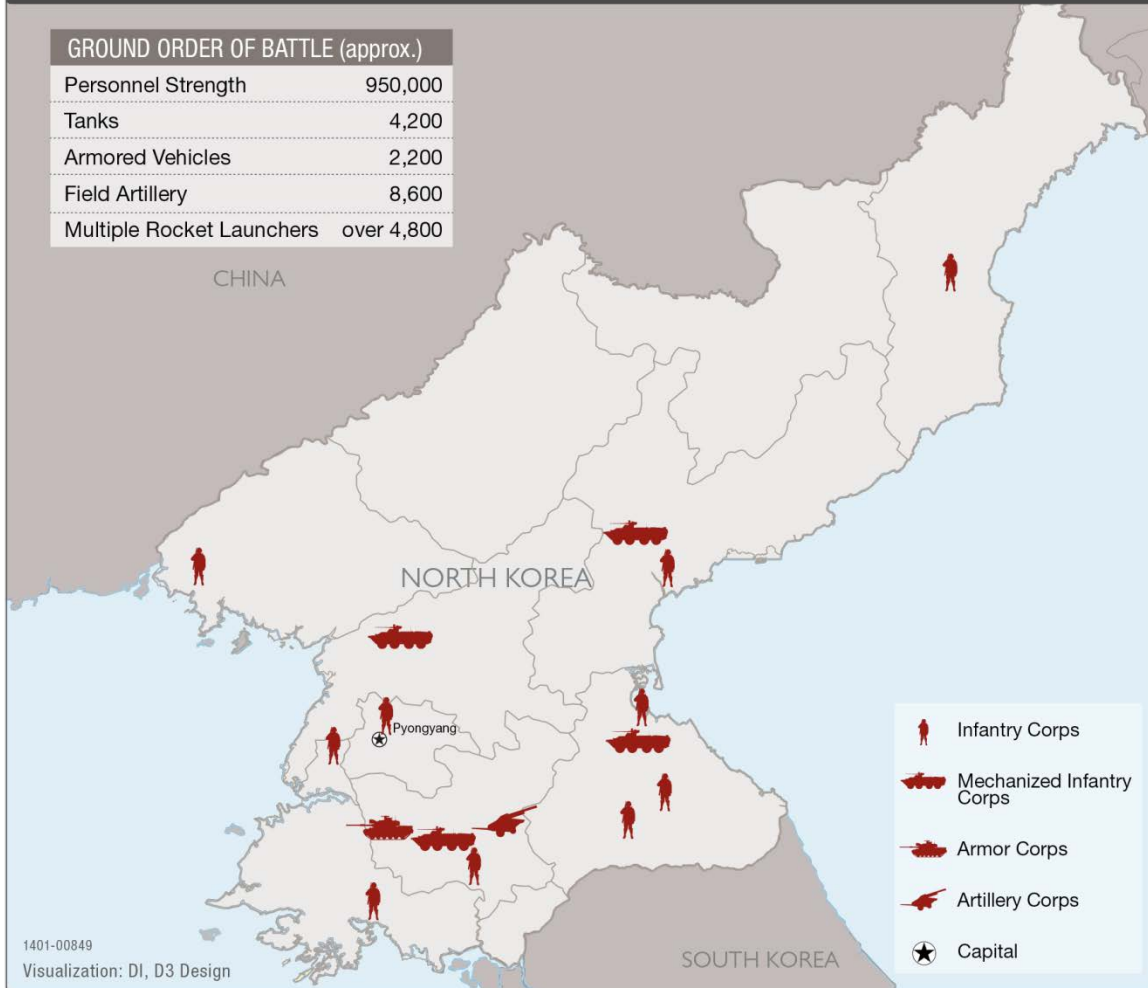 GROUND ORDER OF BATTLE (approx.)
Personnel Strength 950,000
Tanks 4,200
Armored Vehicles 2,200
Field Artillery 8,600
Multiple Rocket Launchers over 4,800
CHINA
NORTH KOREA
Pyongyang
Infantry Corps
Mechanized Infantry
Corps
Armor Corps
Artillery Corps
Capital
SOUTH KOREA
1401-00849
Visualization: DI, D3 Design